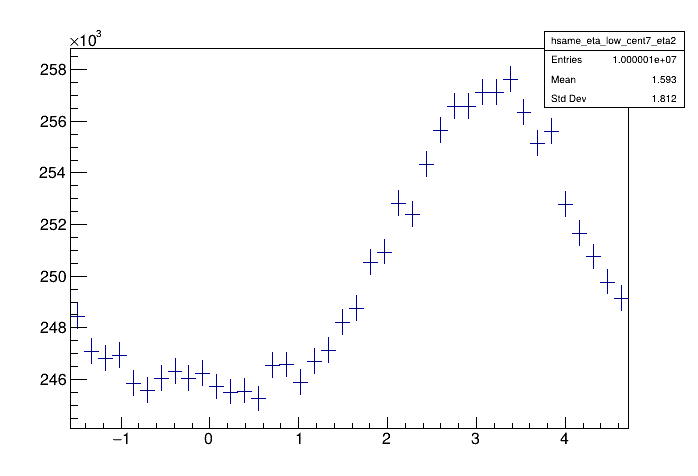 ×10³
hsame_eta_low_cent7_eta2
Entries 1.000001e+07
Mean 1.593
Std Dev 1.812
258
256
254
252
250
248
246
−1 0 1 2 3 4